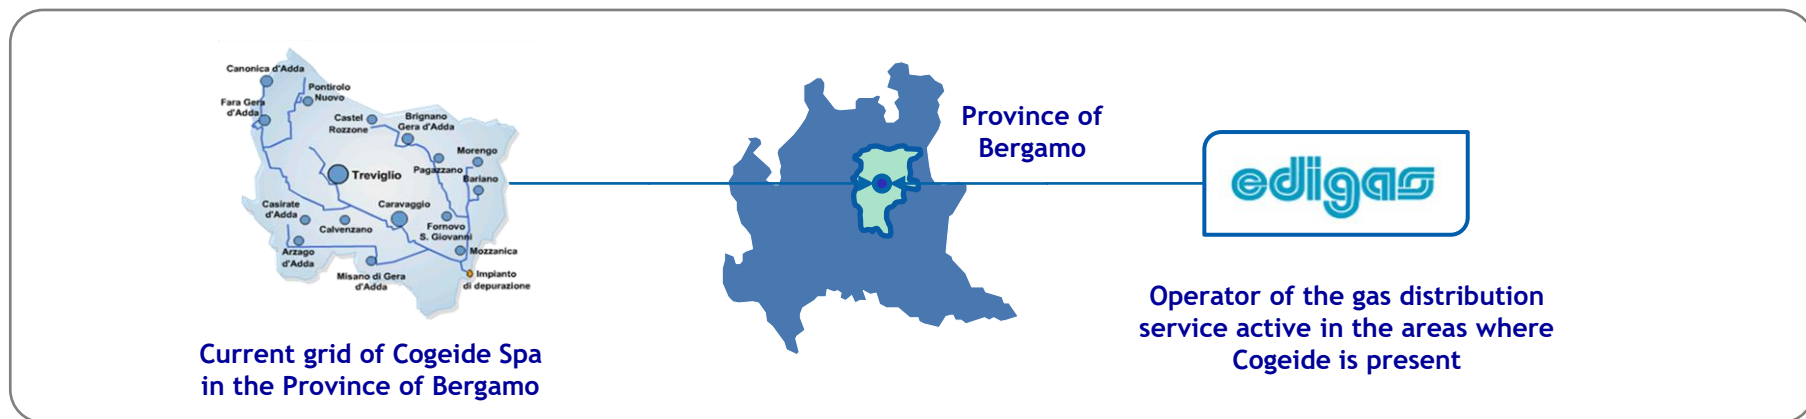 Canonica d'Adda
Pontirolo
Nuovo
Fara Gera
d'Adda
Castel
Rozzone
Brignano
Gera d'Adda
Morengo
Pagazzano
Bariano
Treviglio
Casirate
d'Adda
Calvenzano
Caravaggio
Fornovo
S. Giovanni
Mozzanica
Arzago
d'Adda
Misano di Gera
d'Adda
Impianto
di depurazione
Current grid of Cogeide Spa
in the Province of Bergamo
Province of
Bergamo
edigas
Operator of the gas distribution
service active in the areas where
Cogeide is present